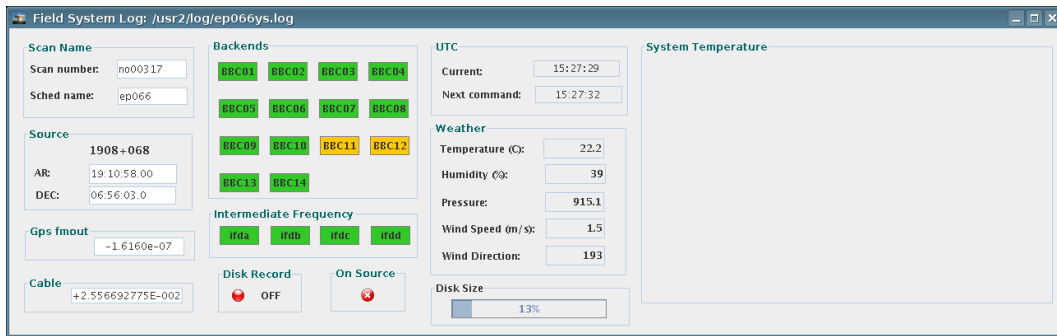 Field System Log: /usr2/log/ep066ys.log
Scan Name
Scan number: no00317
Sched name: ep066
Source
1908+068
AR: 19:10:58.00
DEC: 06:56:03.0
Gps fmout
-1.6160e-07
Cable
+2.556692775E-002
Backends
BBC01 BBC02 BBC03 BBC04
BBC05 BBC06 BBC07 BBC08
BBC09 BBC10 BBC11 BBC12
BBC13 BBC14
Intermediate Frequency
ifda ifdb ifdc ifdd
Disk Record
OFF
On Source
UTC
Current: 15:27:29
Next command: 15:27:32
Weather
Temperature (C): 22.2
Humidity (%): 39
Pressure: 915.1
Wind Speed (m/s): 1.5
Wind Direction: 193
Disk Size
13%
System Temperature